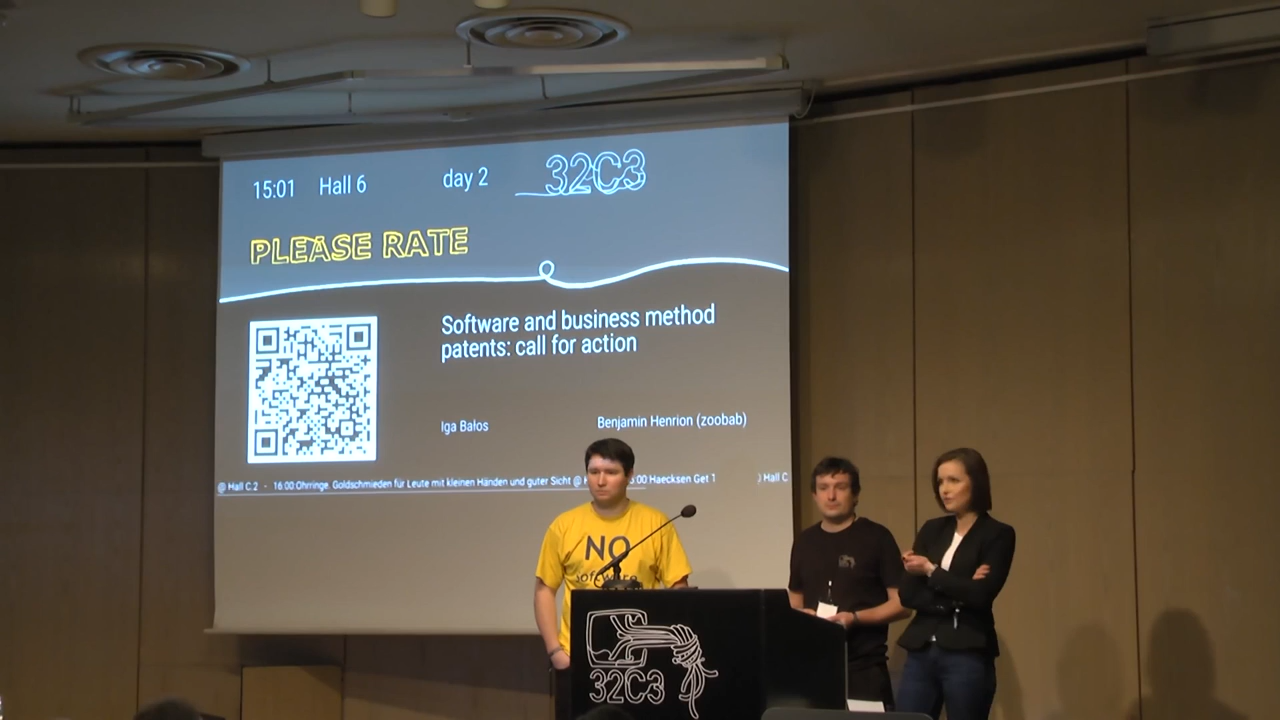 15:01 Hall 6 day 2 32C3
PLEASE RATE
Software and business method
patents: call for action
Iga Bałos Benjamin Henrion (zoobab)
@ Hall C.2 - 16:00:Ohrringe. Goldschmieden für Leute mit kleinen Händen und guter Sicht @ :00 Haecksen Get 1 ) Hall C
NO
software
32C3